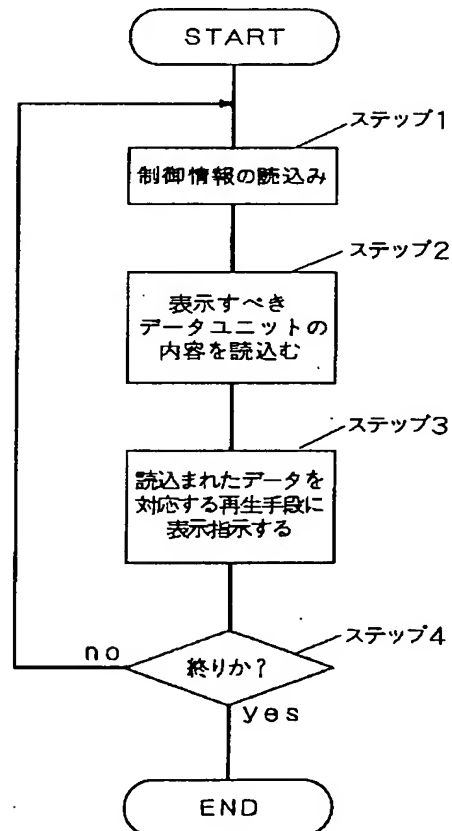 START
ステップ1
制御情報の読込み
ステップ2
表示すべき
データユニットの
内容を読込む
ステップ3
読込まれたデータを
対応する再生手段に
表示指示する
ステップ4
no
終りか?
yes
END